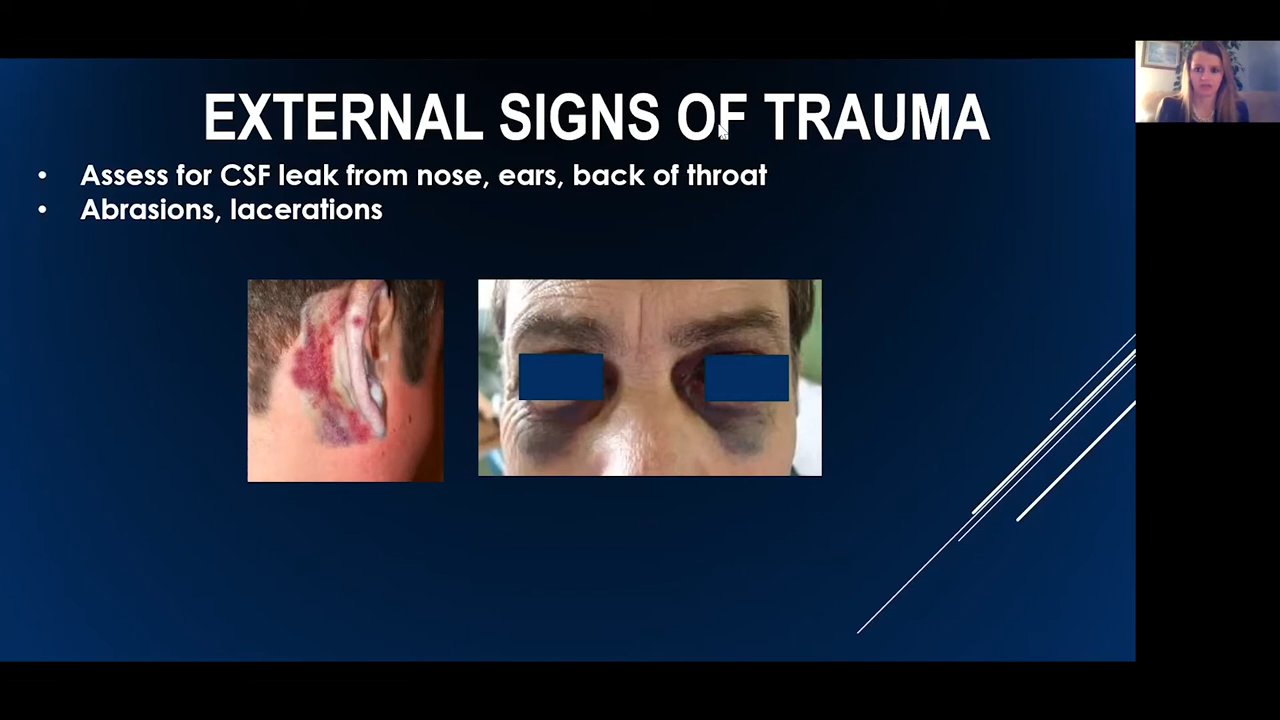 EXTERNAL SIGNS OF TRAUMA
• Assess for CSF leak from nose, ears, back of throat
• Abrasions, lacerations